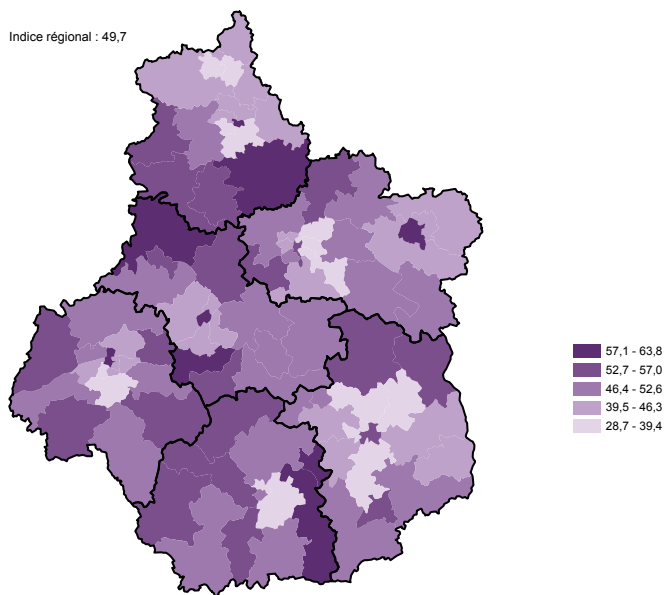 Indice régional : 49,7
57,1 - 63,8
52,7 - 57,0
46,4 - 52,6
39,5 - 46,3
28,7 - 39,4